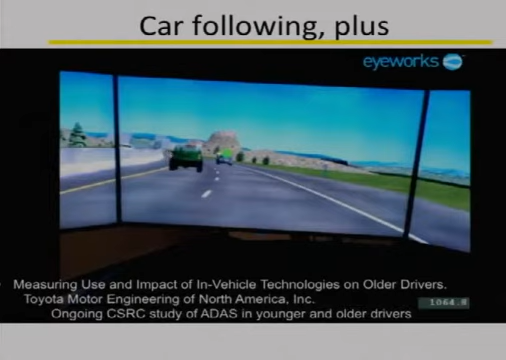 Car following, plus
eyeworks
Measuring Use and Impact of In-Vehicle Technologies on Older Drivers.
Toyota Motor Engineering of North America, Inc.
1064.8
Ongoing CSRC study of ADAS in younger and older drivers